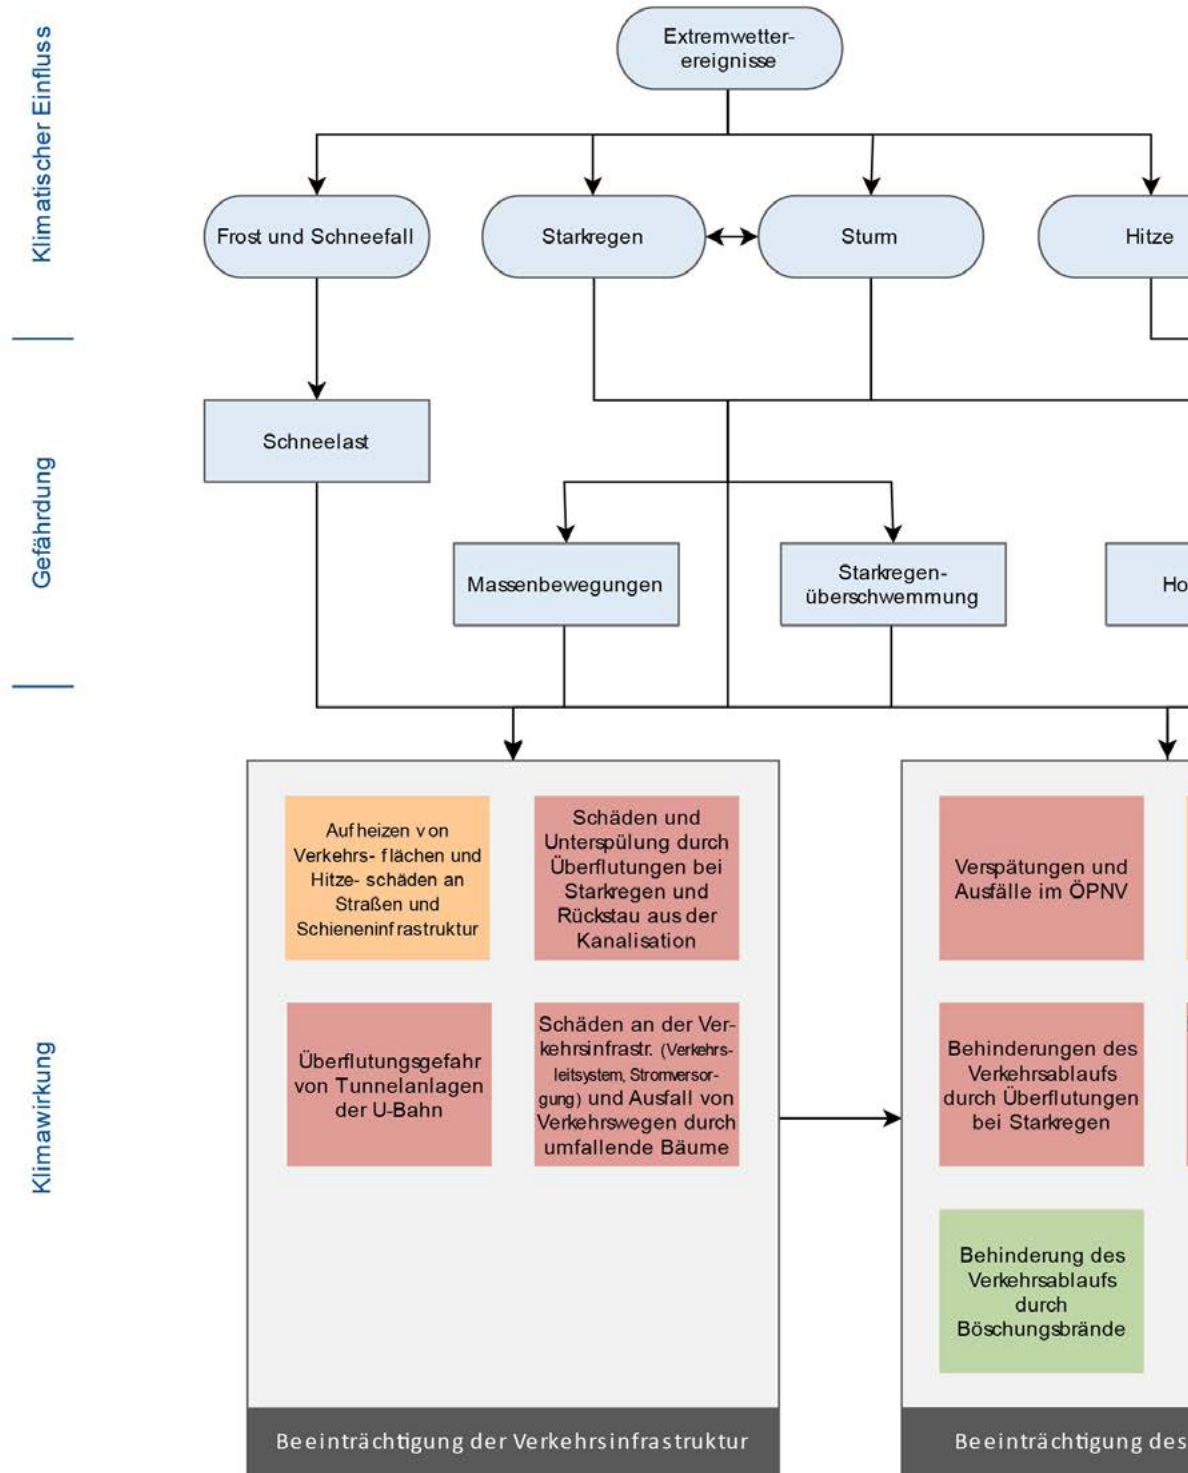 Klimatischer Einfluss
Extremwetter-
ereignisse
Frost und Schneefall
Starkregen
Sturm
Hitze
Gefährdung
Schneelast
Massenbewegungen
Starkregen-
überschwemmung
Ho
Klimawirkung
Aufheizen von
Verkehrs- flächen und
Hitze- schäden an
Straßen und
Schieneninfrastruktur
Schäden und
Unterspülung durch
Überflutungen bei
Starkregen und
Rückstau aus der
Kanalisation
Überflutungsgefahr
von Tunnelanlagen
der U-Bahn
Schäden an der Ver-
kehrsinfrastr. (Verkehrs-
leitsystem, Stromversor-
gung) und Ausfall von
Verkehrswegen durch
umfallende Bäume
Beeinträchtigung der Verkehrsinfrastruktur
Verspätungen und
Ausfälle im ÖPNV
Behinderungen des
Verkehrsablaufs
durch Überflutungen
bei Starkregen
Behinderung des
Verkehrsablaufs
durch
Böschungsbrände
Beeinträchtigung des